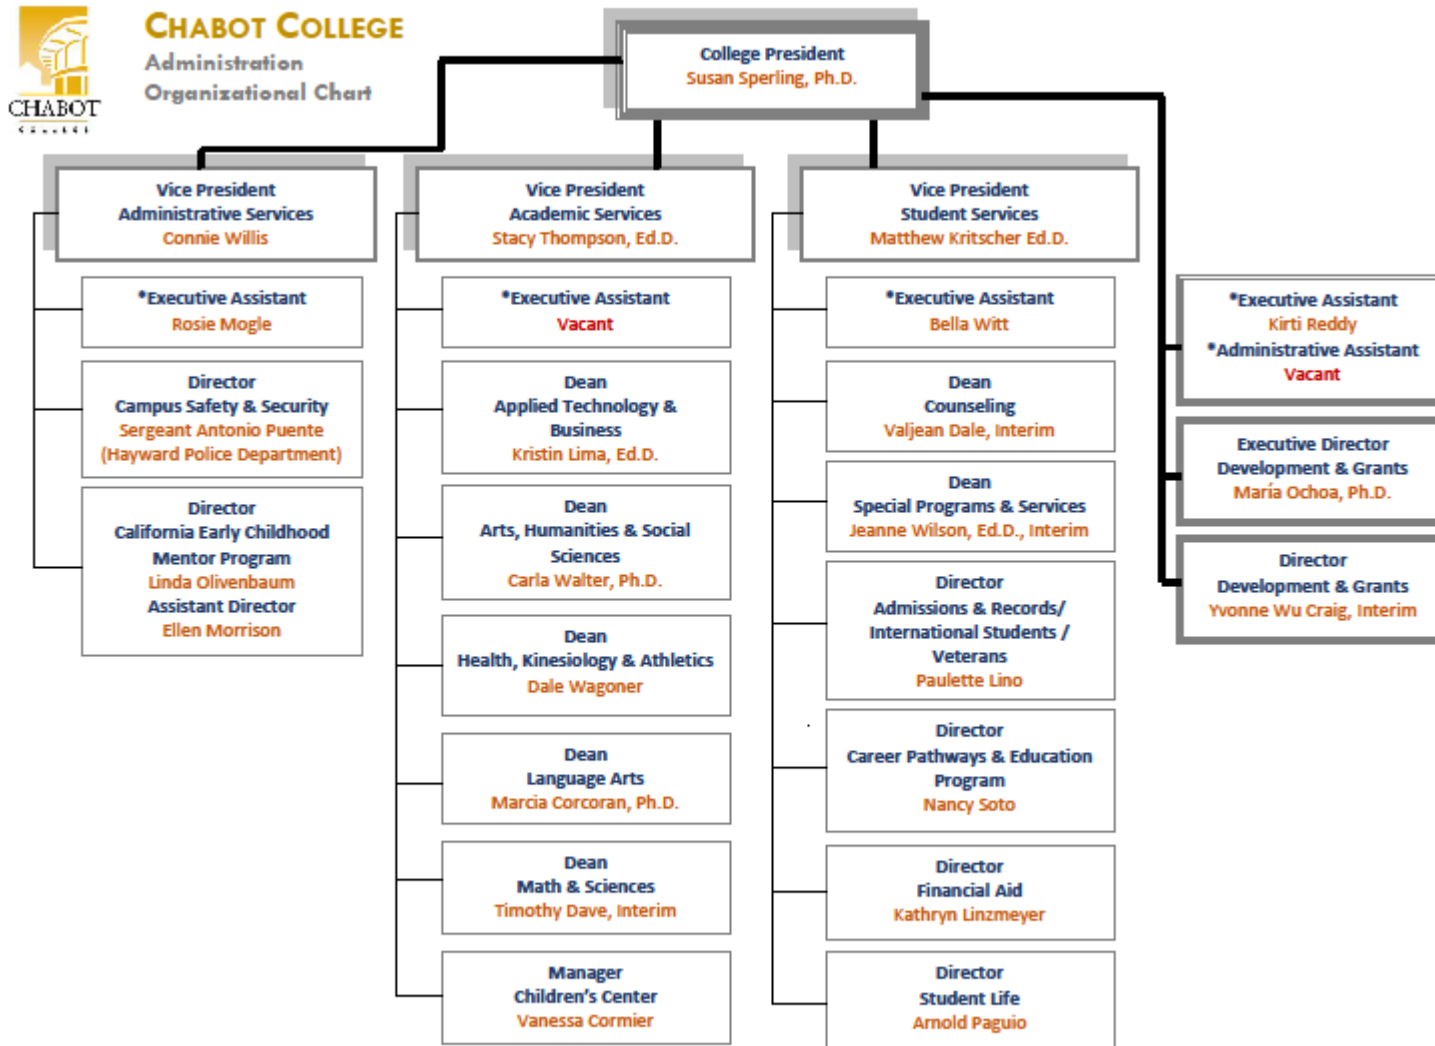 CHABOT COLLEGE
Administration
Organizational Chart
CHABOT
COLLEGE
College President
Susan Sperling, Ph.D.
Vice President
Administrative Services
Connie Willis
*Executive Assistant
Rosie Mogle
Director
Campus Safety & Security
Sergeant Antonio Puente
(Hayward Police Department)
Director
California Early Childhood
Mentor Program
Linda Olivenbaum
Assistant Director
Ellen Morrison
Vice President
Academic Services
Stacy Thompson, Ed.D.
*Executive Assistant
Vacant
Dean
Applied Technology &
Business
Kristin Lima, Ed.D.
Dean
Arts, Humanities & Social
Sciences
Carla Walter, Ph.D.
Dean
Health, Kinesiology & Athletics
Dale Wagoner
Dean
Language Arts
Marcia Corcoran, Ph.D.
Dean
Math & Sciences
Timothy Dave, Interim
Manager
Children's Center
Vanessa Cormier
Vice President
Student Services
Matthew Kritscher Ed.D.
*Executive Assistant
Bella Witt
Dean
Counseling
Valjean Dale, Interim
Dean
Special Programs & Services
Jeanne Wilson, Ed.D., Interim
Director
Admissions & Records/
International Students /
Veterans
Paulette Lino
Director
Career Pathways & Education
Program
Nancy Soto
Director
Financial Aid
Kathryn Linzmeyer
Director
Student Life
Arnold Paguio
*Executive Assistant
Kirti Reddy
*Administrative Assistant
Vacant
Executive Director
Development & Grants
María Ochoa, Ph.D.
Director
Development & Grants
Yvonne Wu Craig, Interim